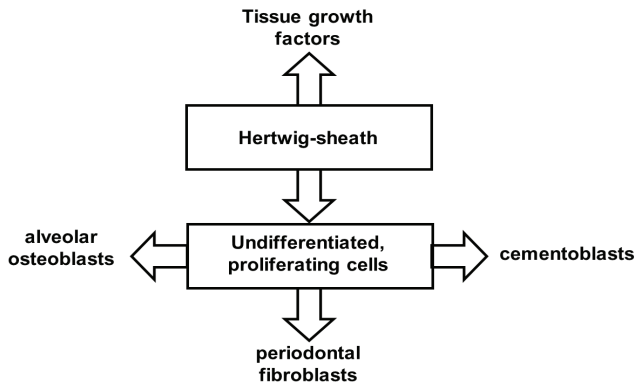 Tissue growth
factors
Hertwig-sheath
Undifferentiated,
proliferating cells
alveolar
osteoblasts
cementoblasts
periodontal
fibroblasts